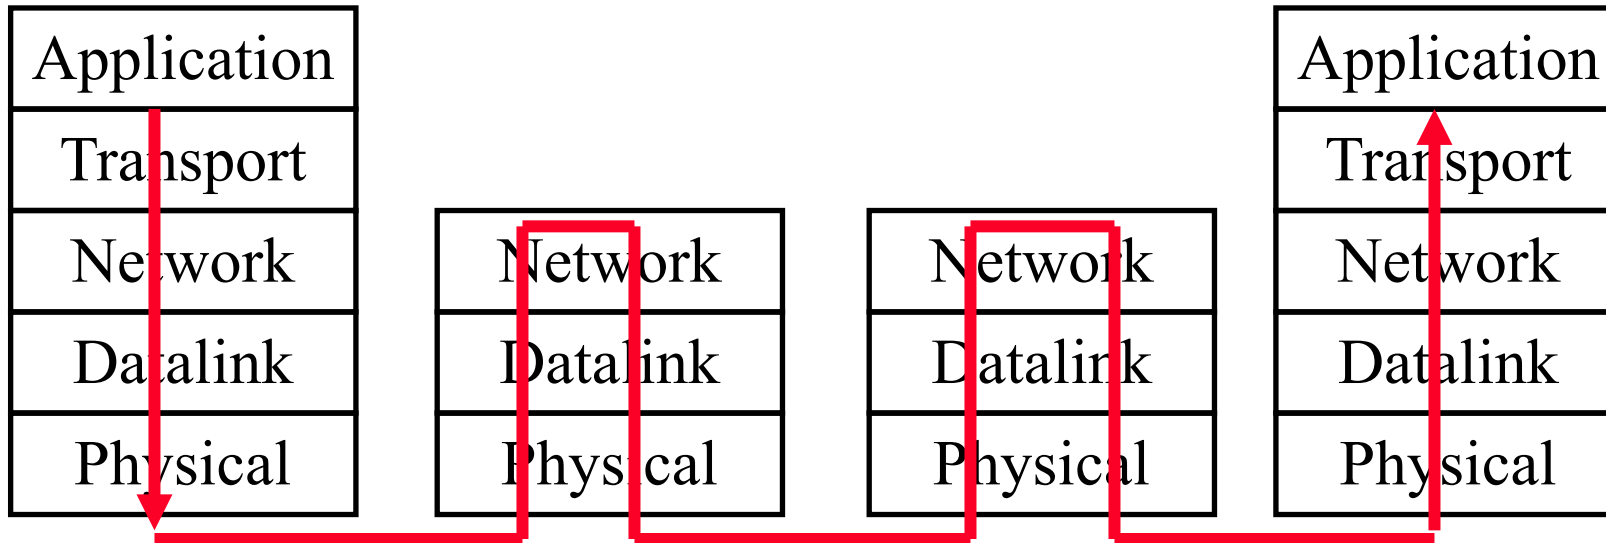 Application
Transport
Network
Datalink
Physical
Network
Datalink
Physical
Network
Datalink
Physical
Application
Transport
Network
Datalink
Physical